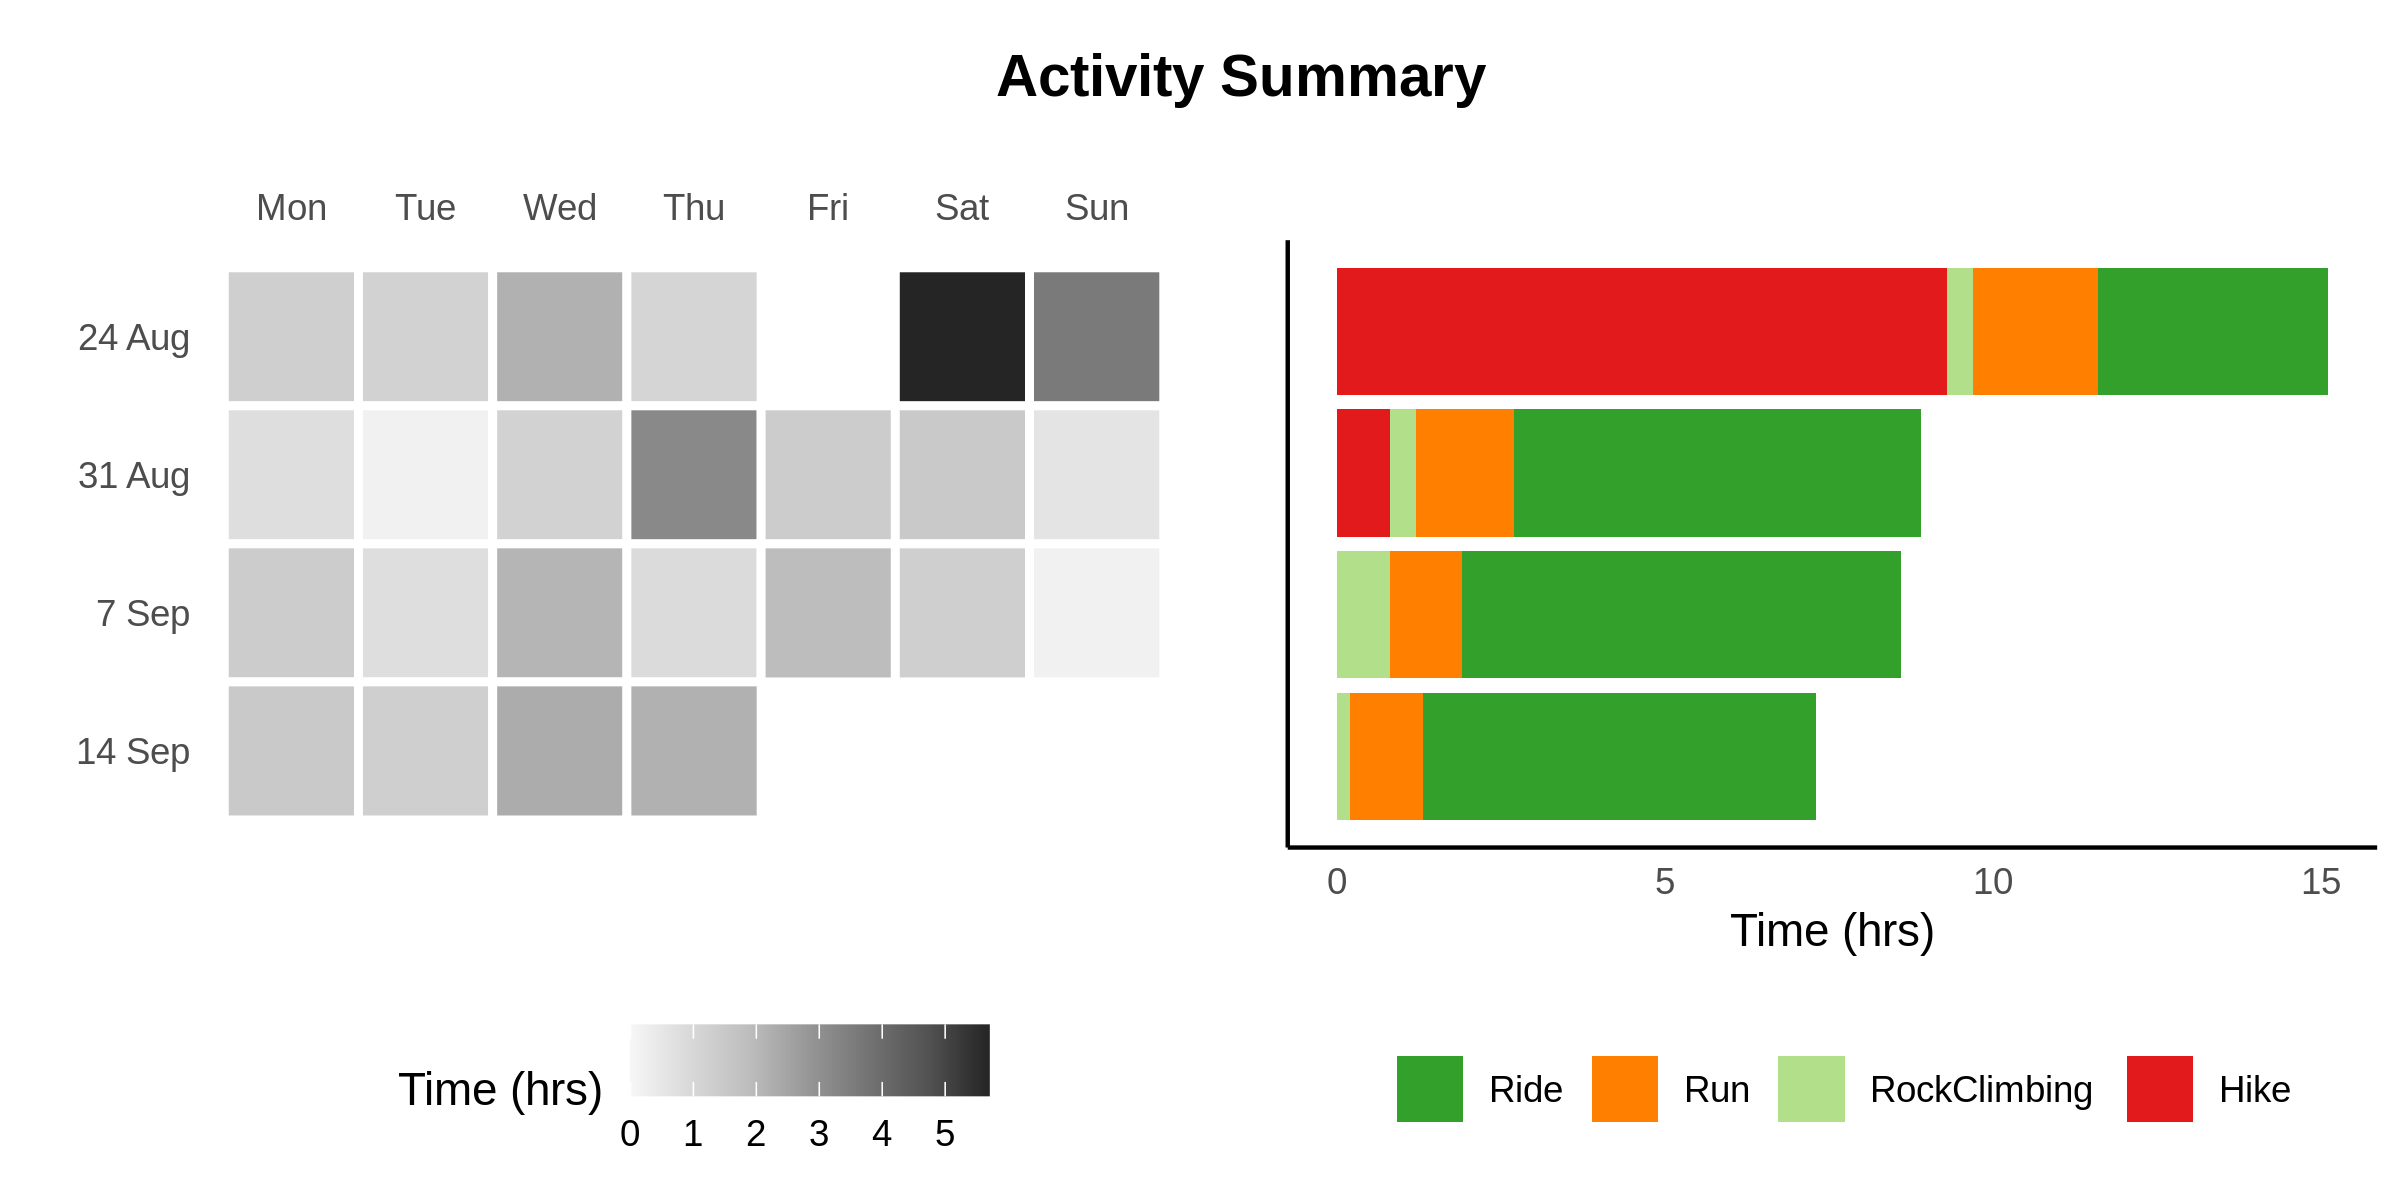 Activity Summary
Mon Tue Wed Thu Fri Sat Sun
24 Aug
31 Aug
7 Sep
14 Sep
0 5 10 15
Time (hrs)
Time (hrs)
0 1 2 3 4 5
Ride Run RockClimbing Hike